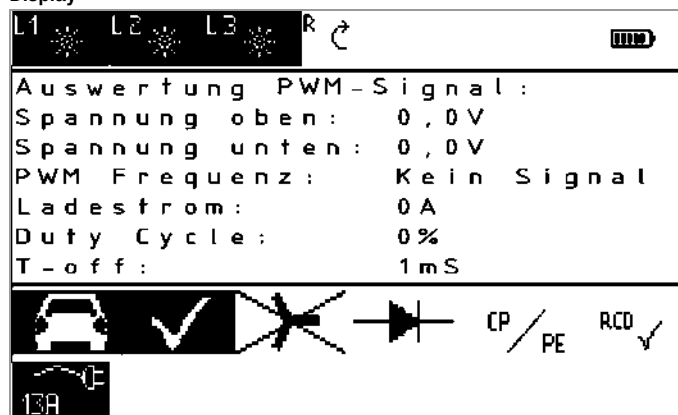 Display
L1 L2 L3 R
Auswertung PWM-Signal:
Spannung oben: 0,0V
Spannung unten: 0,0V
PWM Frequenz: Kein Signal
Ladestrom: 0A
Duty Cycle: 0%
T-off: 1mS
CP/PE RCD
13A